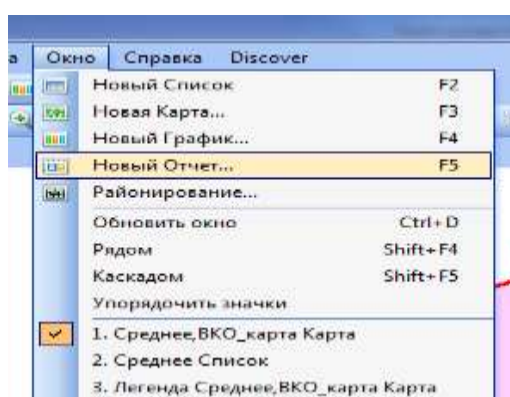 а Окно Справка Discover
Новый Список F2
Новая Карта... F3
Новый График... F4
Новый Отчет... F5
Районирование...
Обновить окно Ctrl+D
Рядом Shift+F4
Каскадом Shift+F5
Упорядочить значки
1. Среднее,ВКО_карта Карта
2. Среднее Список
3. Легенда Среднее,ВКО_карта Карта